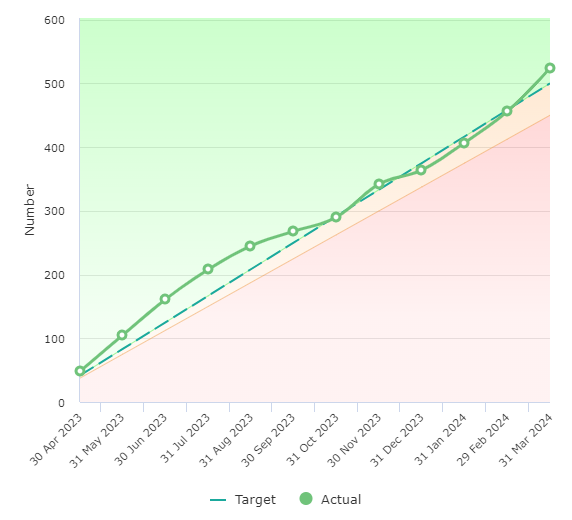 600
500
400
300
200
100
0
Number
30 Apr 2023
31 May 2023
30 Jun 2023
31 Jul 2023
31 Aug 2023
30 Sep 2023
31 Oct 2023
30 Nov 2023
31 Dec 2023
31 Jan 2024
29 Feb 2024
31 Mar 2024
Target
Actual